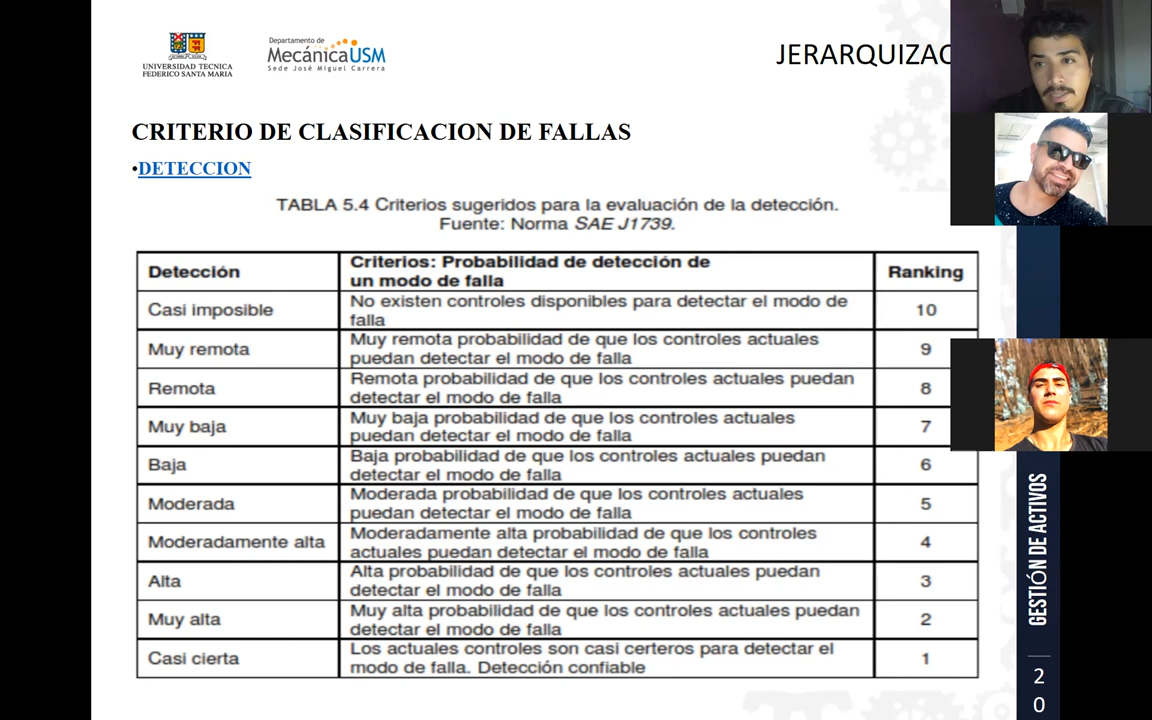 UNIVERSIDAD TECNICA
FEDERICO SANTA MARIA
Departamento de
MecánicaUSM
Sede José Miguel Carrera
JERARQUIZAC
CRITERIO DE CLASIFICACION DE FALLAS
•DETECCION
TABLA 5.4 Criterios sugeridos para la evaluación de la detección.
Fuente: Norma SAE J1739.
Detección
Criterios: Probabilidad de detección de
un modo de falla
Ranking
Casi imposible
No existen controles disponibles para detectar el modo de
falla
10
Muy remota
Muy remota probabilidad de que los controles actuales
puedan detectar el modo de falla
9
Remota
Remota probabilidad de que los controles actuales puedan
detectar el modo de falla
8
Muy baja
Muy baja probabilidad de que los controles actuales
puedan detectar el modo de falla
7
Baja
Baja probabilidad de que los controles actuales puedan
detectar el modo de falla
6
Moderada
Moderada probabilidad de que los controles actuales
puedan detectar el modo de falla
5
Moderadamente alta
Moderadamente alta probabilidad de que los controles
actuales puedan detectar el modo de falla
4
Alta
Alta probabilidad de que los controles actuales puedan
detectar el modo de falla
3
Muy alta
Muy alta probabilidad de que los controles actuales puedan
detectar el modo de falla
2
Casi cierta
Los actuales controles son casi certeros para detectar el
modo de falla. Detección confiable
1
GESTIÓN DE ACTIVOS
2
0